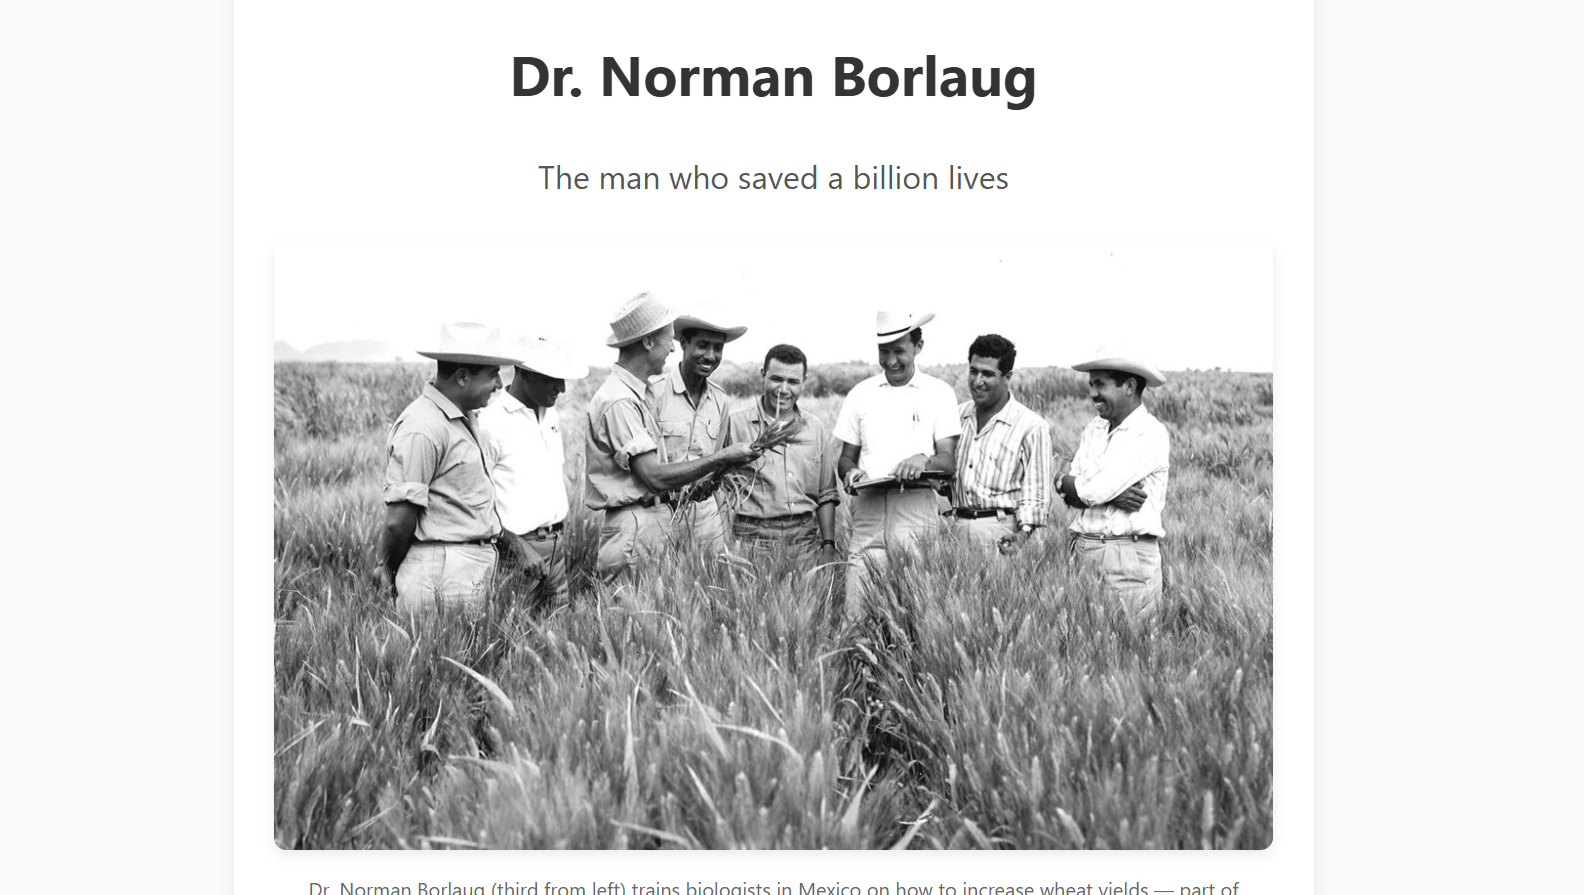 Dr. Norman Borlaug
The man who saved a billion lives
Dr. Norman Borlaug (third from left) trains biologists in Mexico on how to increase wheat yields — part of